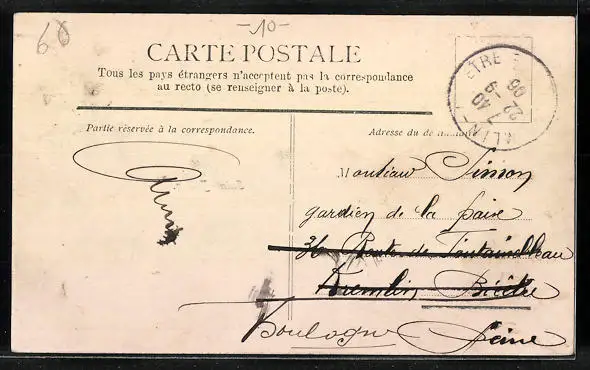 60
-10-
CARTE POSTALE
Tous les pays étrangers n'acceptent pas la correspondance
au recto (se renseigner à la poste).
Partie réservée à la correspondance.
Adresse du de
Monsieur Simon
gardien de la paix
36 Route de Fontainebleau
Kremlin Bicêtre
Boulogne Seine